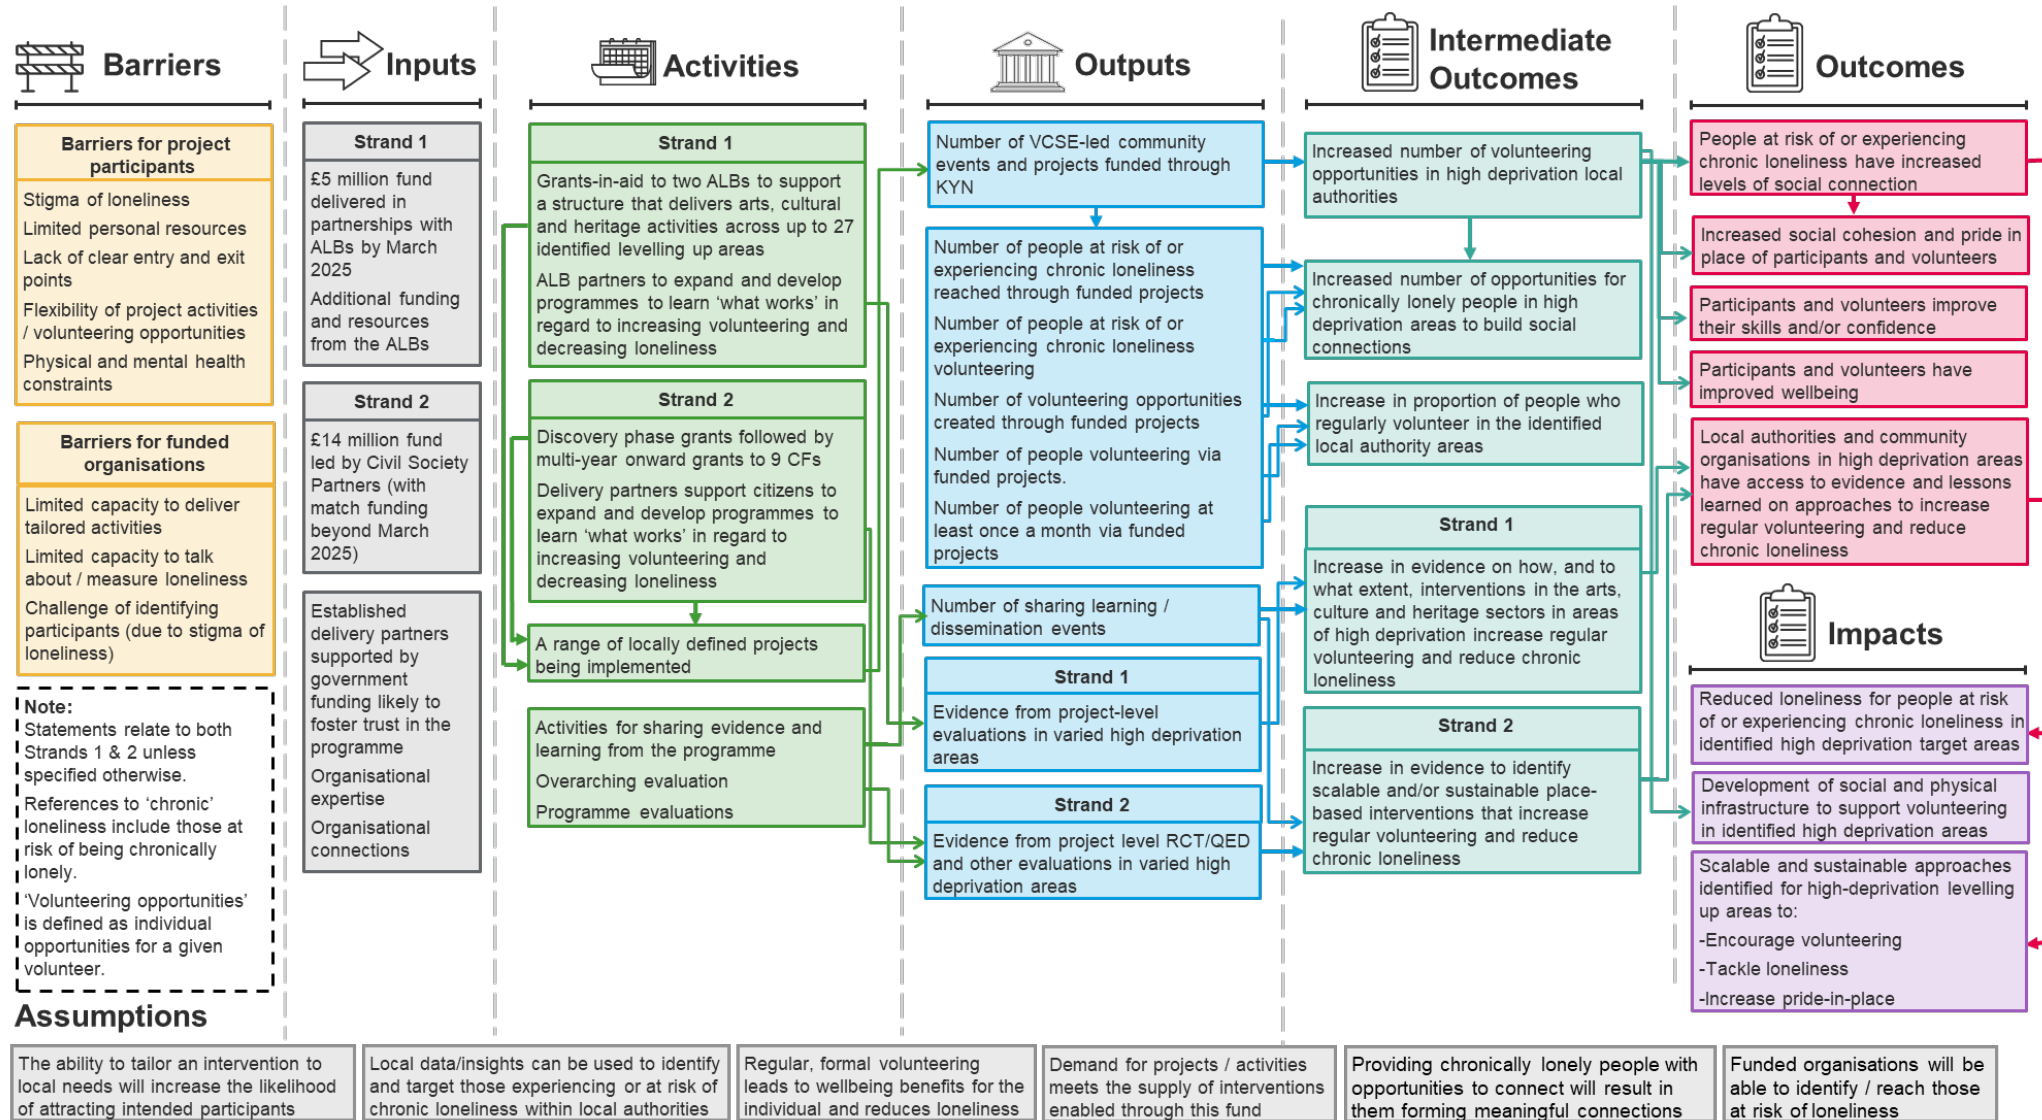 Barriers
Barriers for project
participants
Stigma of loneliness
Limited personal resources
Lack of clear entry and exit
points
Flexibility of project activities
/ volunteering opportunities
Physical and mental health
constraints
Barriers for funded
organisations
Limited capacity to deliver
tailored activities
Limited capacity to talk
about / measure loneliness
Challenge of identifying
participants (due to stigma of
loneliness)
Note:
Statements relate to both
Strands 1 & 2 unless
specified otherwise.
References to ‘chronic’
loneliness include those at
risk of being chronically
lonely.
‘Volunteering opportunities’
is defined as individual
opportunities for a given
volunteer.
Inputs
Strand 1
£5 million fund
delivered in
partnerships with
ALBs by March
2025
Additional funding
and resources
from the ALBs
Strand 2
£14 million fund
led by Civil Society
Partners (with
match funding
beyond March
2025)
Established
delivery partners
supported by
government
funding likely to
foster trust in the
programme
Organisational
expertise
Organisational
connections
Activities
Strand 1
Grants-in-aid to two ALBs to support
a structure that delivers arts, cultural
and heritage activities across up to 27
identified levelling up areas
ALB partners to expand and develop
programmes to learn ‘what works’ in
regard to increasing volunteering and
decreasing loneliness
Strand 2
Discovery phase grants followed by
multi-year onward grants to 9 CFs
Delivery partners support citizens to
expand and develop programmes to
learn ‘what works’ in regard to
increasing volunteering and
decreasing loneliness
A range of locally defined projects
being implemented
Activities for sharing evidence and
learning from the programme
Overarching evaluation
Programme evaluations
Outputs
Number of VCSE-led community
events and projects funded through
KYN
Number of people at risk of or
experiencing chronic loneliness
reached through funded projects
Number of people at risk of or
experiencing chronic loneliness
volunteering
Number of volunteering opportunities
created through funded projects
Number of people volunteering via
funded projects.
Number of people volunteering at
least once a month via funded
projects
Number of sharing learning /
dissemination events
Strand 1
Evidence from project-level
evaluations in varied high deprivation
areas
Strand 2
Evidence from project level RCT/QED
and other evaluations in varied high
deprivation areas
Intermediate
Outcomes
Increased number of volunteering
opportunities in high deprivation local
authorities
Increased number of opportunities for
chronically lonely people in high
deprivation areas to build social
connections
Increase in proportion of people who
regularly volunteer in the identified
local authority areas
Strand 1
Increase in evidence on how, and to
what extent, interventions in the arts,
culture and heritage sectors in areas
of high deprivation increase regular
volunteering and reduce chronic
loneliness
Strand 2
Increase in evidence to identify
scalable and/or sustainable place-
based interventions that increase
regular volunteering and reduce
chronic loneliness
Outcomes
People at risk of or experiencing
chronic loneliness have increased
levels of social connection
Increased social cohesion and pride in
place of participants and volunteers
Participants and volunteers improve
their skills and/or confidence
Participants and volunteers have
improved wellbeing
Local authorities and community
organisations in high deprivation areas
have access to evidence and lessons
learned on approaches to increase
regular volunteering and reduce
chronic loneliness
Impacts
Reduced loneliness for people at risk
of or experiencing chronic loneliness in
identified high deprivation target areas
Development of social and physical
infrastructure to support volunteering
in identified high deprivation areas
Scalable and sustainable approaches
identified for high-deprivation levelling
up areas to:
-Encourage volunteering
-Tackle loneliness
-Increase pride-in-place
Assumptions
The ability to tailor an intervention to
local needs will increase the likelihood
of attracting intended participants
Local data/insights can be used to identify
and target those experiencing or at risk of
chronic loneliness within local authorities
Regular, formal volunteering
leads to wellbeing benefits for the
individual and reduces loneliness
Demand for projects / activities
meets the supply of interventions
enabled through this fund
Providing chronically lonely people with
opportunities to connect will result in
them forming meaningful connections
Funded organisations will be
able to identify / reach those
at risk of loneliness